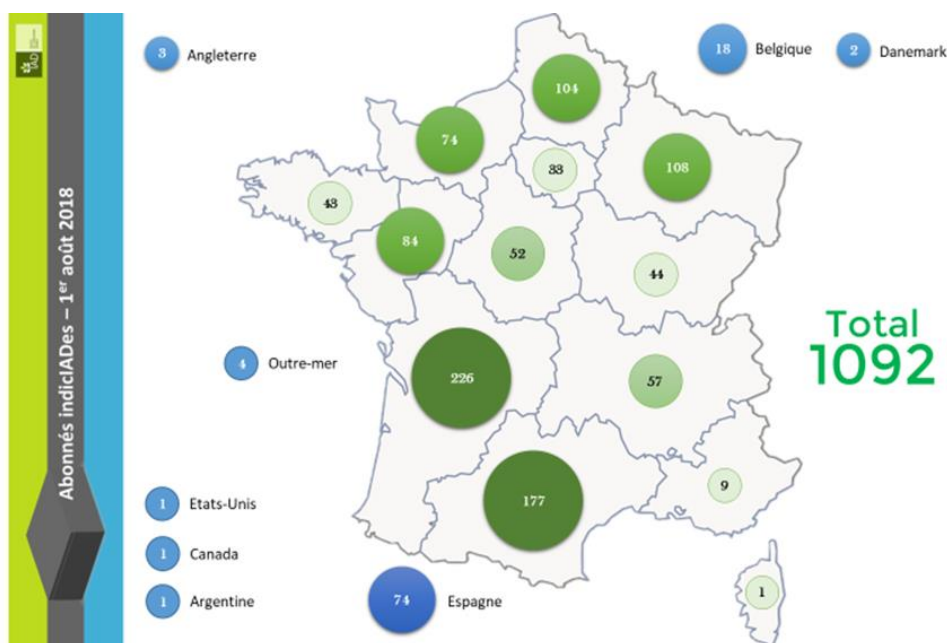 Abonnés indicIADes – 1er août 2018
IAD
3 Angleterre
18 Belgique
2 Danemark
104
74
33
108
43
84
52
44
Total
1092
4 Outre-mer
226
57
177
9
1 Etats-Unis
1 Canada
1 Argentine
74 Espagne
1